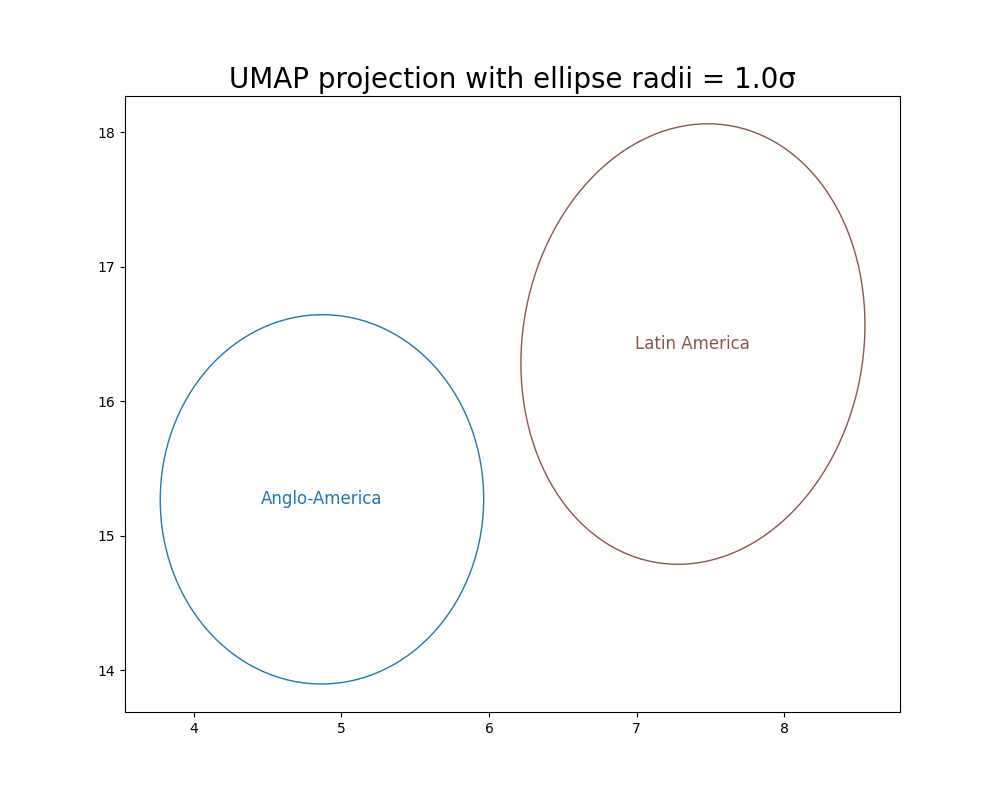 UMAP projection with ellipse radii = 1.0σ
18
17
16
15
14
Latin America
Anglo-America
4 5 6 7 8